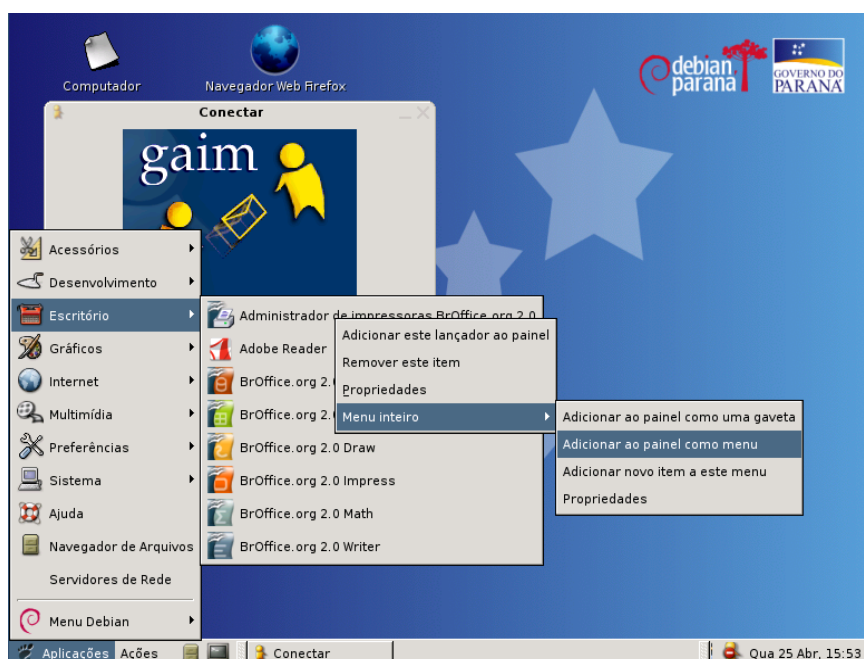 Computador
Navegador Web Firefox
debian
paraná
GOVERNO DO
PARANÁ
Conectar
gaim
Acessórios
Desenvolvimento
Escritório
Gráficos
Internet
Multimídia
Preferências
Sistema
Ajuda
Navegador de Arquivos
Servidores de Rede
Menu Debian
Administrador de impressoras BrOffice.org 2.0
Adobe Reader
BrOffice.org 2.
BrOffice.org 2.
BrOffice.org 2.0 Draw
BrOffice.org 2.0 Impress
BrOffice.org 2.0 Math
BrOffice.org 2.0 Writer
Adicionar este lançador ao painel
Remover este item
Propriedades
Menu inteiro
Adicionar ao painel como uma gaveta
Adicionar ao painel como menu
Adicionar novo item a este menu
Propriedades
Aplicações Ações Conectar Qua 25 Abr, 15:53